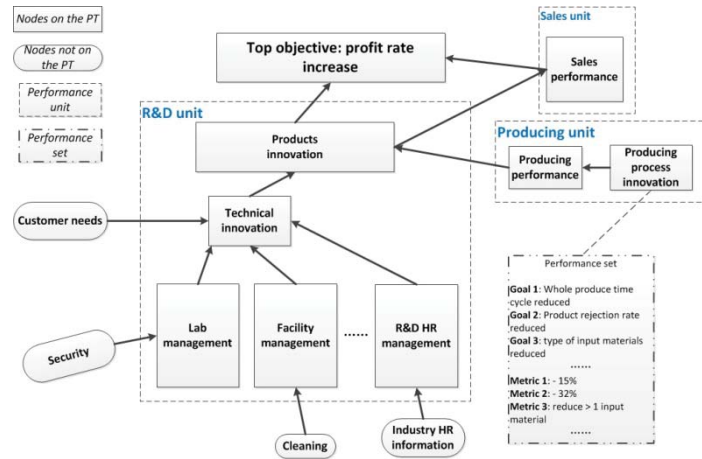 Nodes on the PT
Nodes not on
the PT
Performance
unit
Performance
set
Sales unit
Top objective: profit rate
increase
Sales
performance
R&D unit
Producing unit
Products
innovation
Producing
performance
Producing
process
innovation
Customer needs
Technical
innovation
Performance set
Goal 1: Whole produce time
cycle reduced
Goal 2: Product rejection rate
reduced
Goal 3: type of input materials
reduced
......
Metric 1: - 15%
Metric 2: - 32%
Metric 3: reduce > 1 input
material
......
Security
Lab
management
Facility
management
......
R&D HR
management
Cleaning
Industry HR
information